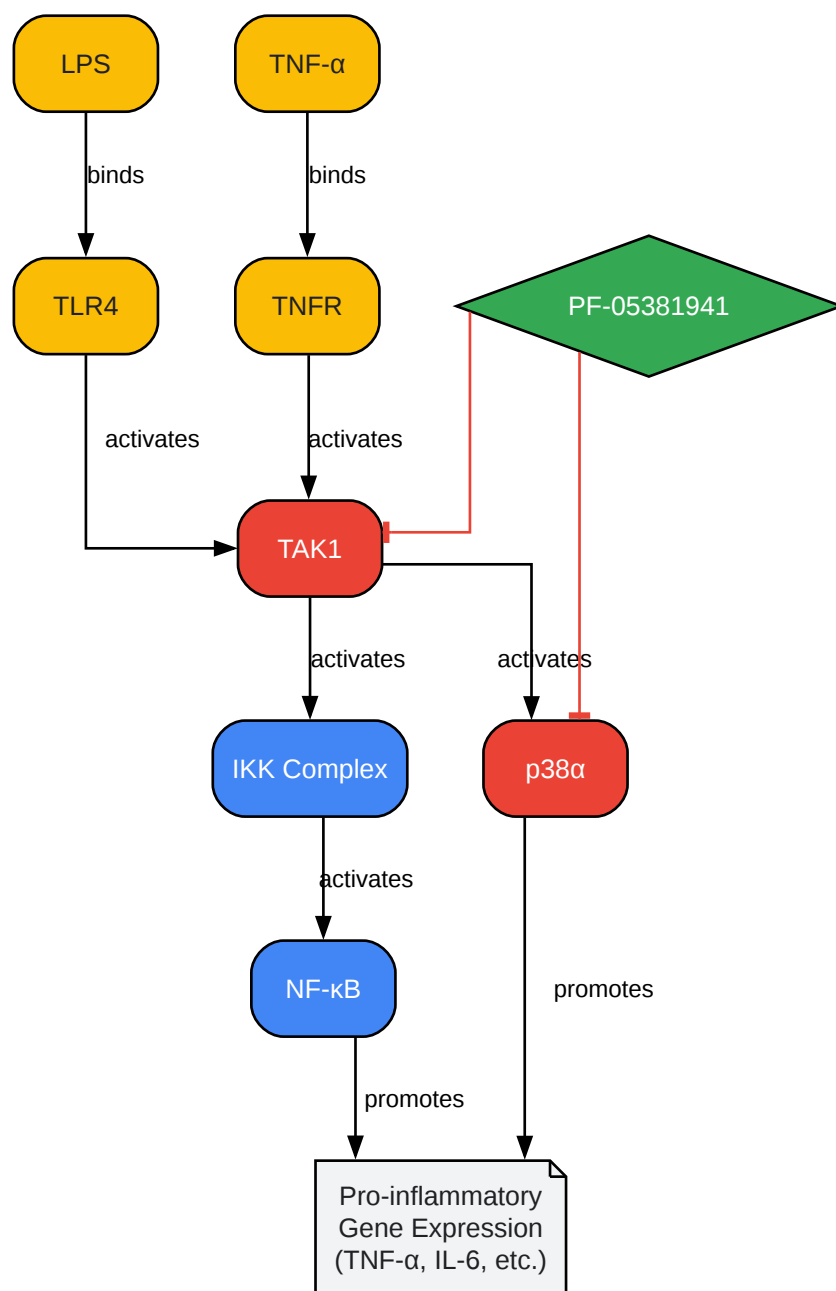 LPS
TNF-α
binds
binds
TLR4
TNFR
PF-05381941
activates
activates
TAK1
activates
activates
IKK Complex
p38α
activates
NF-κB
promotes
promotes
Pro-inflammatory
Gene Expression
(TNF-α, IL-6, etc.)